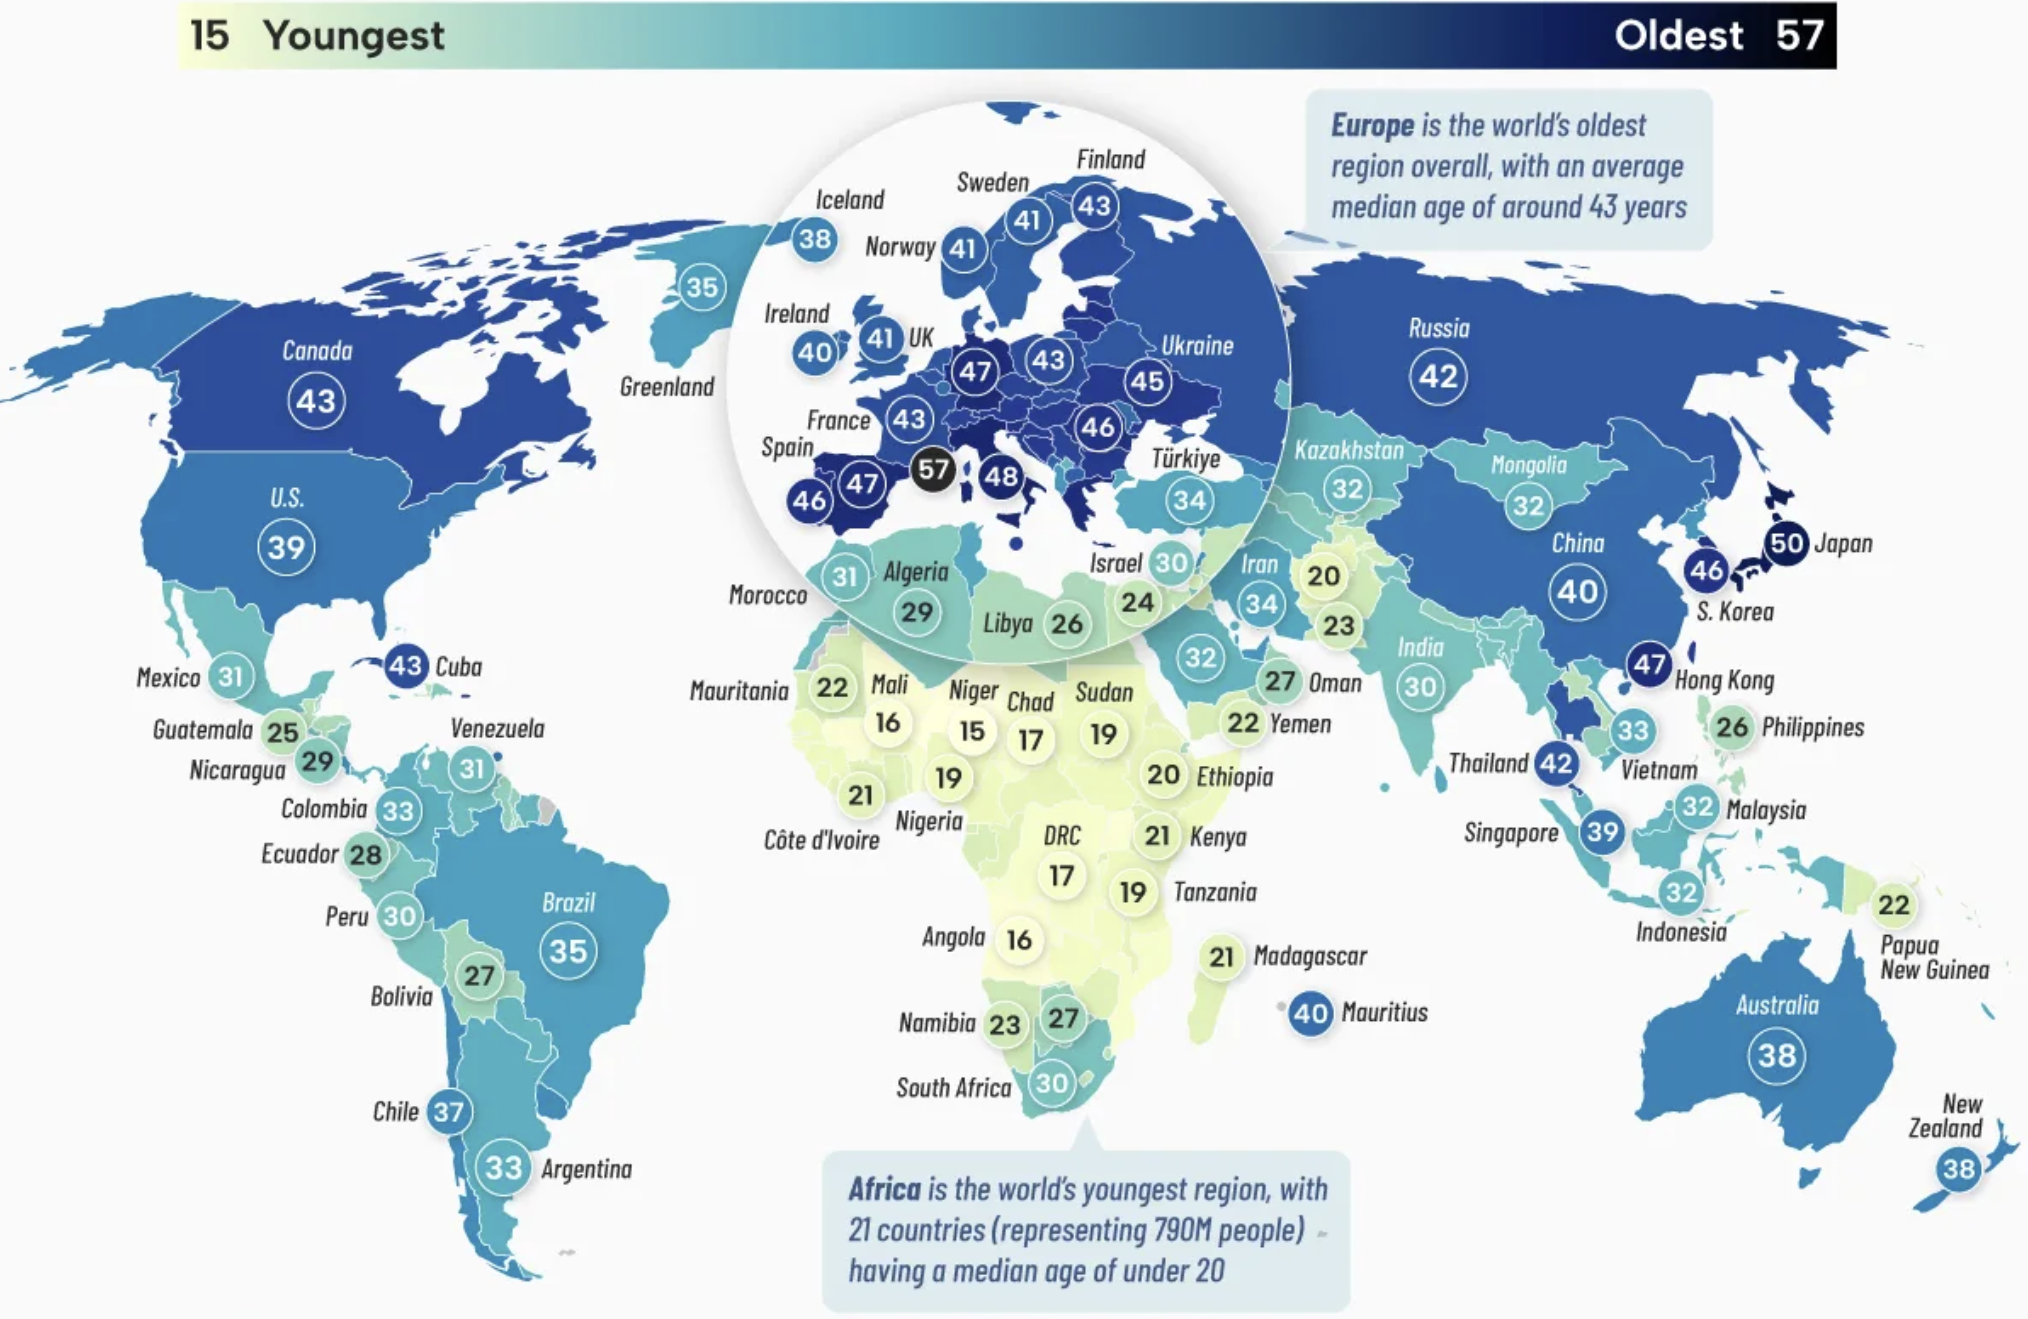 15 Youngest
Oldest 57
Europe is the world's oldest
region overall, with an average
median age of around 43 years
Finland
43
Sweden
41
Norway
41
Iceland
38
Greenland
35
Ireland
40
UK
41
47
43
Ukraine
45
France
43
46
Spain
47
46
57
48
Türkiye
34
Canada
43
U.S.
39
Russia
42
Kazakhstan
32
Mongolia
32
China
40
Japan
50
S. Korea
46
Hong Kong
47
Israel
30
Iran
34
20
23
India
30
Morocco
31
Algeria
29
Libya
26
24
32
Oman
27
Yemen
22
Mexico
31
Cuba
43
Guatemala
25
Nicaragua
29
Venezuela
31
Colombia
33
Ecuador
28
Peru
30
Brazil
35
Bolivia
27
Chile
37
Argentina
33
Mauritania
22
Mali
16
Niger
15
Chad
17
Sudan
19
Ethiopia
20
Côte d'Ivoire
21
Nigeria
19
DRC
17
Kenya
21
Tanzania
19
Angola
16
Madagascar
21
Mauritius
40
Namibia
23
27
South Africa
30
Thailand
42
Vietnam
33
Philippines
26
Malaysia
32
Singapore
39
Indonesia
32
Papua
New Guinea
22
Australia
38
New
Zealand
38
Africa is the world's youngest region, with
21 countries (representing 790M people)
having a median age of under 20